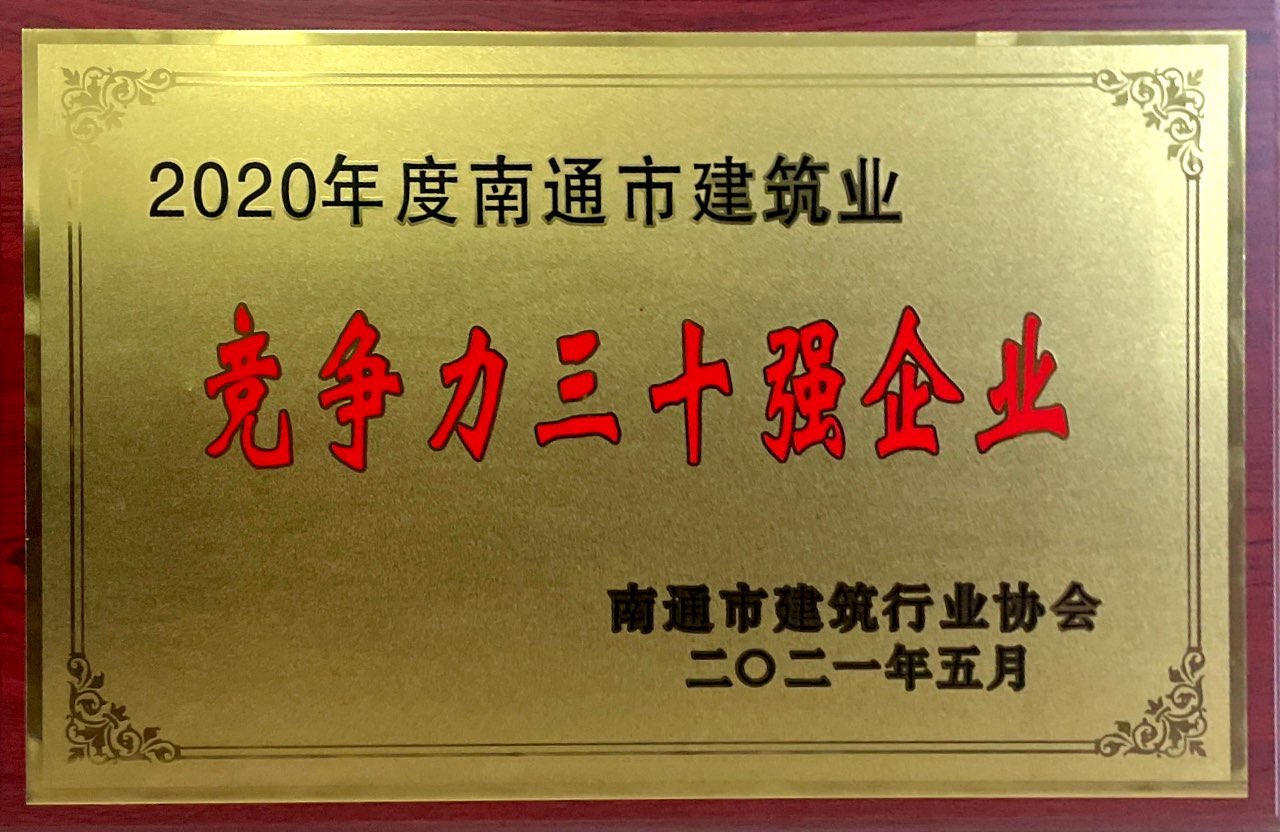 2020年度南通市建筑业
竞争力三十强企业
南通市建筑行业协会
二〇二一年五月